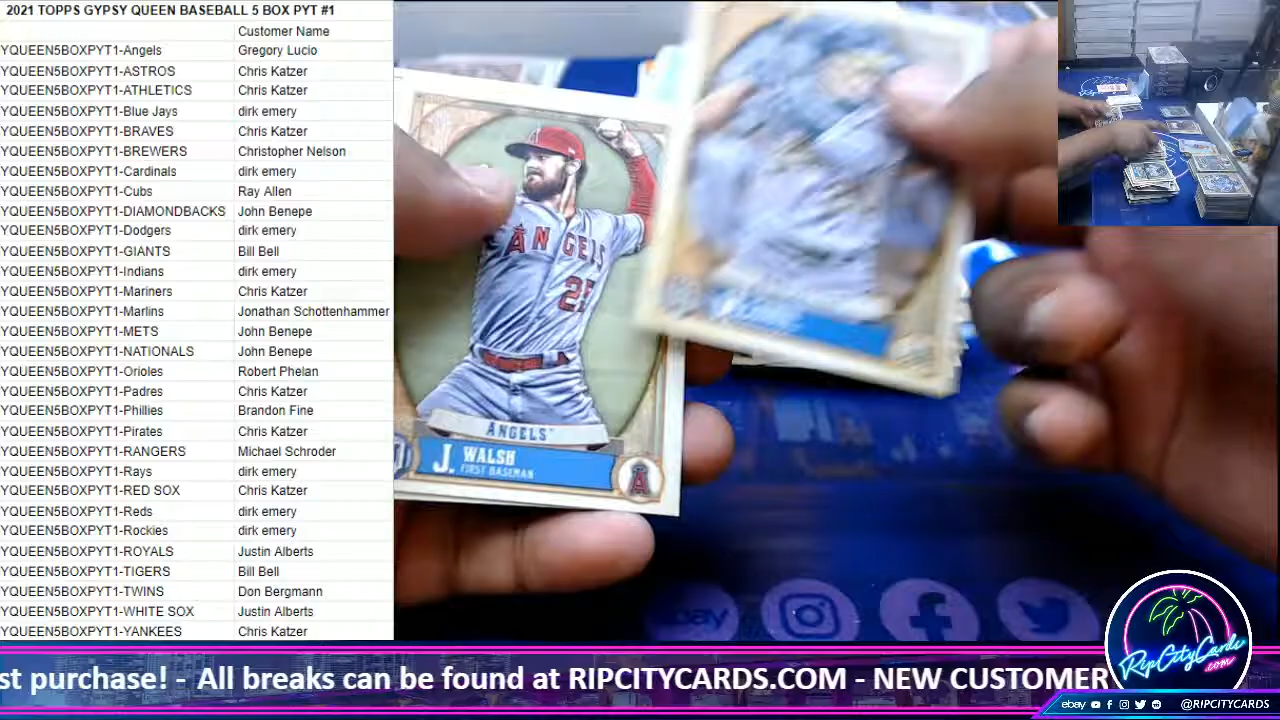 2021 TOPPS GYPSY QUEEN BASEBALL 5 BOX PYT #1
Customer Name
YQUEEN5BOXPYT1-Angels Gregory Lucio
YQUEEN5BOXPYT1-ASTROS Chris Katzer
YQUEEN5BOXPYT1-ATHLETICS Chris Katzer
YQUEEN5BOXPYT1-Blue Jays dirk emery
YQUEEN5BOXPYT1-BRAVES Chris Katzer
YQUEEN5BOXPYT1-BREWERS Christopher Nelson
YQUEEN5BOXPYT1-Cardinals dirk emery
YQUEEN5BOXPYT1-Cubs Ray Allen
YQUEEN5BOXPYT1-DIAMONDBACKS John Benepe
YQUEEN5BOXPYT1-Dodgers dirk emery
YQUEEN5BOXPYT1-GIANTS Bill Bell
YQUEEN5BOXPYT1-Indians dirk emery
YQUEEN5BOXPYT1-Mariners Chris Katzer
YQUEEN5BOXPYT1-Marlins Jonathan Schottenhammer
YQUEEN5BOXPYT1-METS John Benepe
YQUEEN5BOXPYT1-NATIONALS John Benepe
YQUEEN5BOXPYT1-Orioles Robert Phelan
YQUEEN5BOXPYT1-Padres Chris Katzer
YQUEEN5BOXPYT1-Phillies Brandon Fine
YQUEEN5BOXPYT1-Pirates Chris Katzer
YQUEEN5BOXPYT1-RANGERS Michael Schroder
YQUEEN5BOXPYT1-Rays dirk emery
YQUEEN5BOXPYT1-RED SOX Chris Katzer
YQUEEN5BOXPYT1-Reds dirk emery
YQUEEN5BOXPYT1-Rockies dirk emery
YQUEEN5BOXPYT1-ROYALS Justin Alberts
YQUEEN5BOXPYT1-TIGERS Bill Bell
YQUEEN5BOXPYT1-TWINS Don Bergmann
YQUEEN5BOXPYT1-WHITE SOX Justin Alberts
YQUEEN5BOXPYT1-YANKEES Chris Katzer
ANGELS
ANGELS
J. WALSH
FIRST BASEMAN
A
ebay
RipCityCards
.com
st purchase! - All breaks can be found at RIPCITYCARDS.COM - NEW CUSTOMER
ebay @RIPCITYCARDS